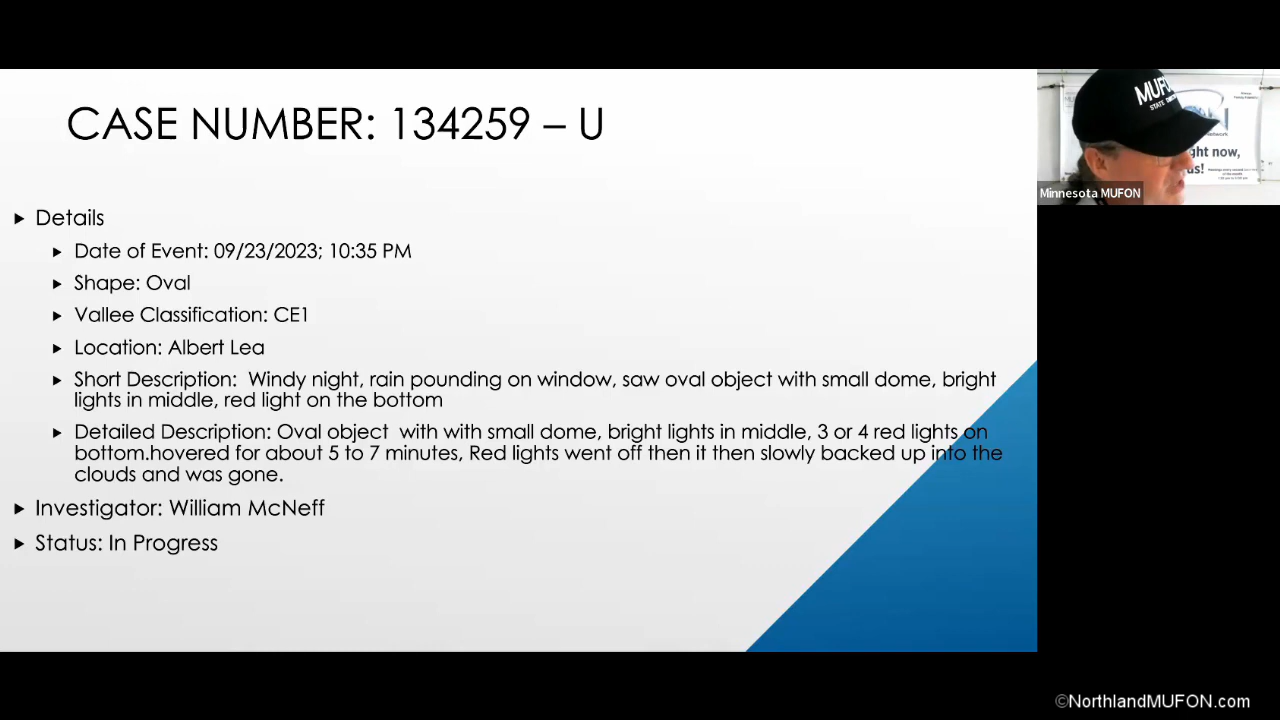 CASE NUMBER: 134259 – U
Details
Date of Event: 09/23/2023; 10:35 PM
Shape: Oval
Vallee Classification: CE1
Location: Albert Lea
Short Description: Windy night, rain pounding on window, saw oval object with small dome, bright
lights in middle, red light on the bottom
Detailed Description: Oval object with with small dome, bright lights in middle, 3 or 4 red lights on
bottom.hovered for about 5 to 7 minutes, Red lights went off then it then slowly backed up into the
clouds and was gone.
Investigator: William McNeff
Status: In Progress
MUFO
STATE
ght now,
us!
Minnesota MUFON
©NorthlandMUFON.com